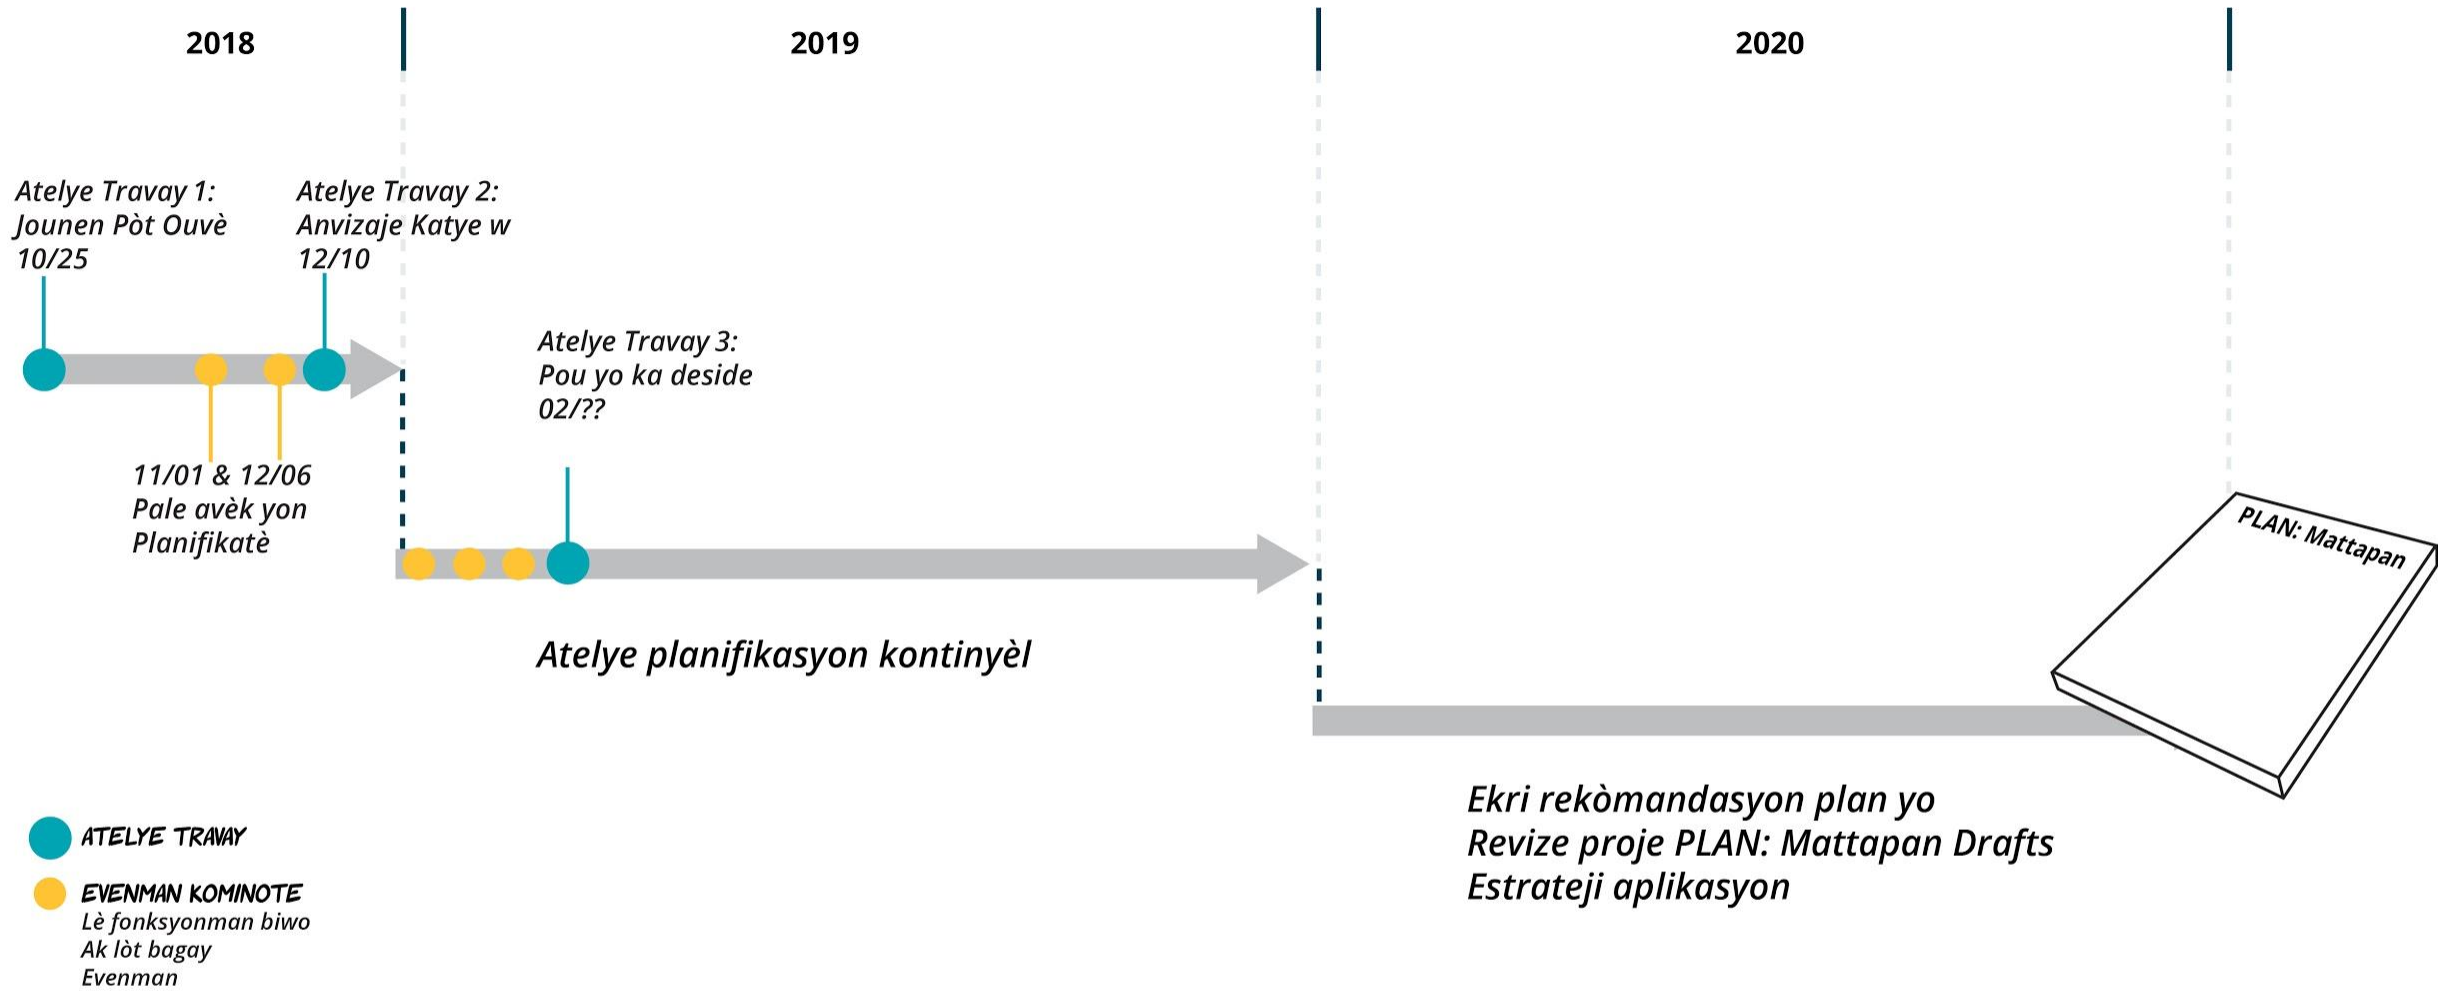 2018
2019
2020
Atelye Travay 1:
Jounen Pòt Ouvè
10/25
Atelye Travay 2:
Anvizaje Katye w
12/10
11/01 & 12/06
Pale avèk yon
Planifikatè
Atelye Travay 3:
Pou yo ka deside
02/??
Atelye planifikasyon kontinyèl
PLAN: Mattapan
Ekri rekòmandasyon plan yo
Revize proje PLAN: Mattapan Drafts
Estrateji aplikasyon
ATELYE TRAVAY
EVENMAN KOMINOTE
Lè fonksyonman biwo
Ak lòt bagay
Evenman